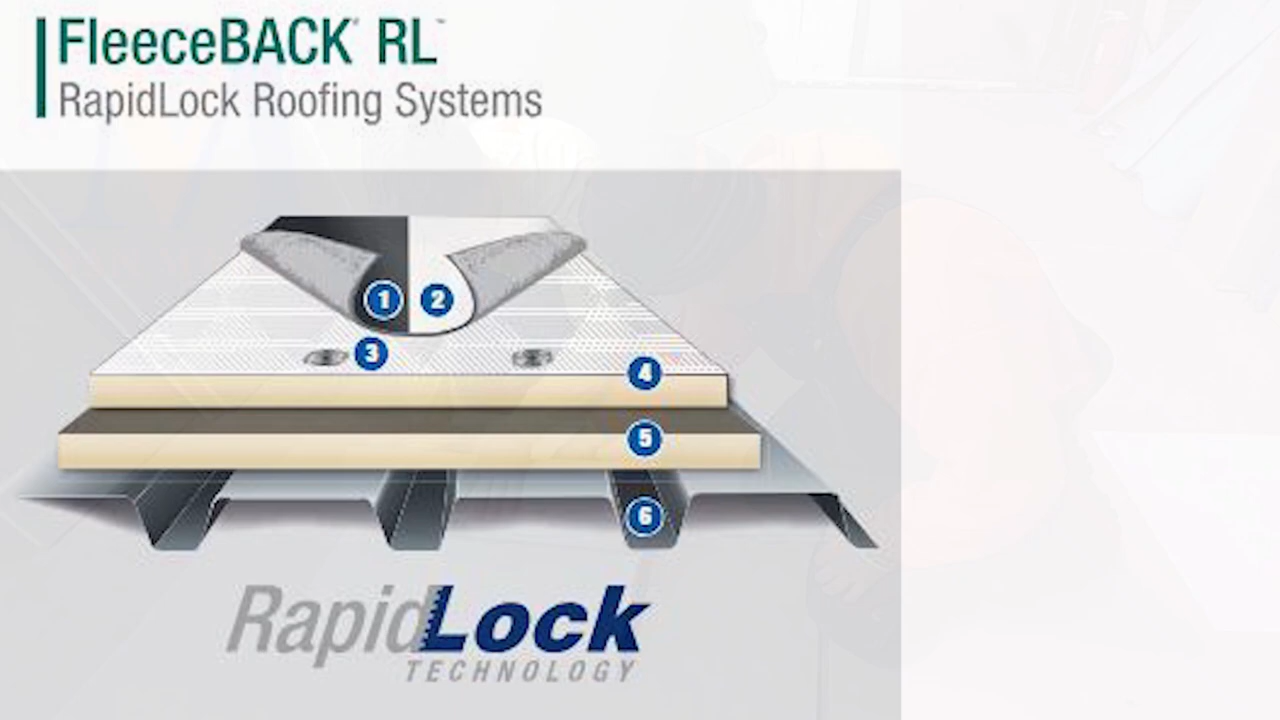 FleeceBACK® RL™
RapidLock Roofing Systems
1
2
3
4
5
6
RapidLock
TECHNOLOGY